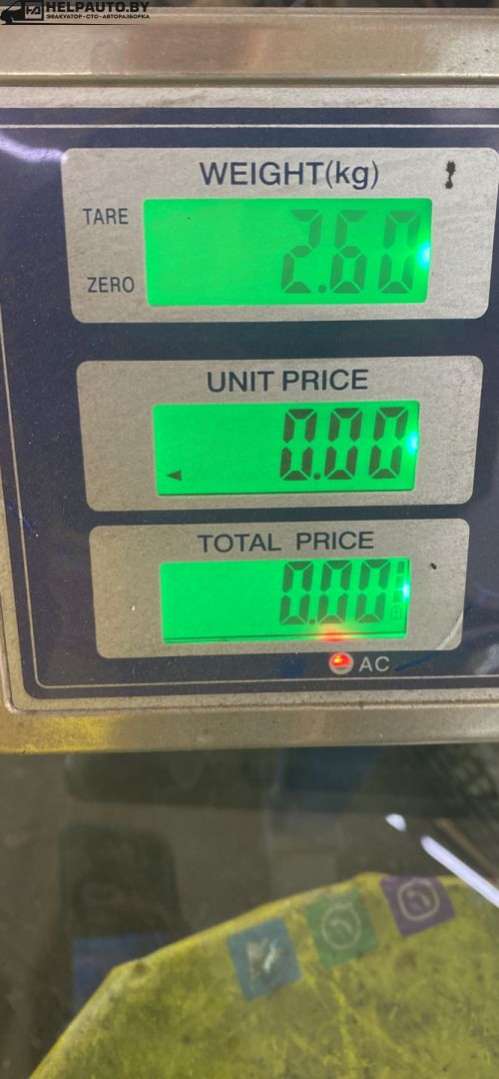 HELPAUTO.BY
ЭВАКУАТОР-СТО-АВТОРАЗБОРКА
WEIGHT(kg)
TARE
2.60
ZERO
UNIT PRICE
0.00
TOTAL PRICE
0.00
AC